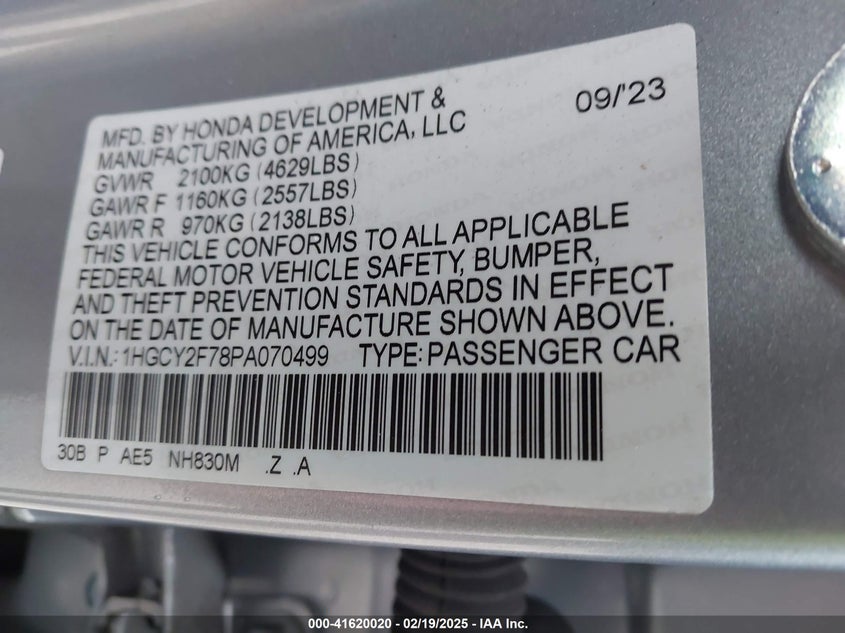 MFD. BY HONDA DEVELOPMENT & 09/'23
MANUFACTURING OF AMERICA, LLC
GVWR 2100KG (4629LBS)
GAWR F 1160KG (2557LBS)
GAWR R 970KG (2138LBS)
THIS VEHICLE CONFORMS TO ALL APPLICABLE
FEDERAL MOTOR VEHICLE SAFETY, BUMPER,
AND THEFT PREVENTION STANDARDS IN EFFECT
ON THE DATE OF MANUFACTURE SHOWN ABOVE.
V.I.N.: 1HGCY2F78PA070499 TYPE: PASSENGER CAR
30B P AE5 NH830M .Z .A
000-41620020 - 02/19/2025 - IAA Inc.